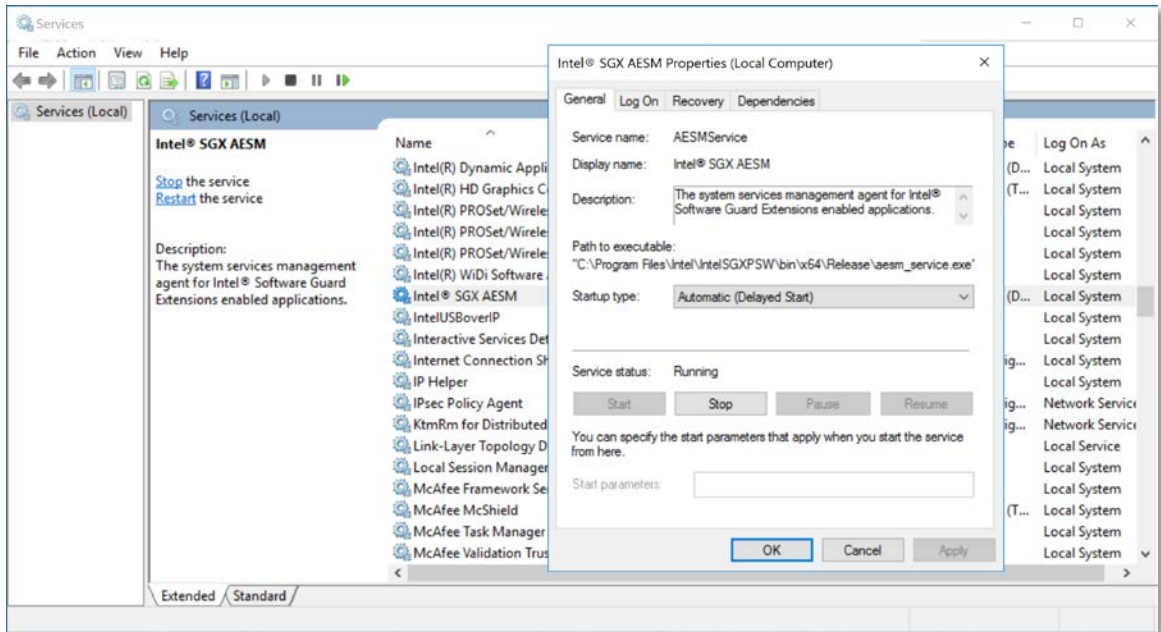 Services
File Action View Help
Services (Local)
Services (Local)
Intel® SGX AESM
Stop the service
Restart the service
Description:
The system services management
agent for Intel® Software Guard
Extensions enabled applications.
Name
Intel(R) Dynamic Appli
Intel(R) HD Graphics C
Intel(R) PROSet/Wirele
Intel(R) PROSet/Wirele
Intel(R) PROSet/Wirele
Intel(R) WiDi Software
Intel® SGX AESM
IntelUSBoverIP
Interactive Services Det
Internet Connection Sh
IP Helper
IPsec Policy Agent
KtmRm for Distributed
Link-Layer Topology D
Local Session Manager
McAfee Framework Se
McAfee McShield
McAfee Task Manager
McAfee Validation Trus
Intel® SGX AESM Properties (Local Computer)
General Log On Recovery Dependencies
Service name: AESMService
Display name: Intel® SGX AESM
Description: The system services management agent for Intel®
Software Guard Extensions enabled applications.
Path to executable:
"C:\Program Files\Intel\IntelSGXPSW\bin\x64\Release\aesm_service.exe"
Startup type: Automatic (Delayed Start)
Service status: Running
Start Stop Pause Resume
You can specify the start parameters that apply when you start the service
from here.
Start parameters:
OK Cancel Apply
pe Log On As
(D... Local System
(T... Local System
Local System
Local System
Local System
Local System
(D... Local System
Local System
Local System
ig... Local System
Local System
ig... Network Service
ig... Network Service
Local Service
Local System
Local System
(T... Local System
Local System
Local System
Extended Standard